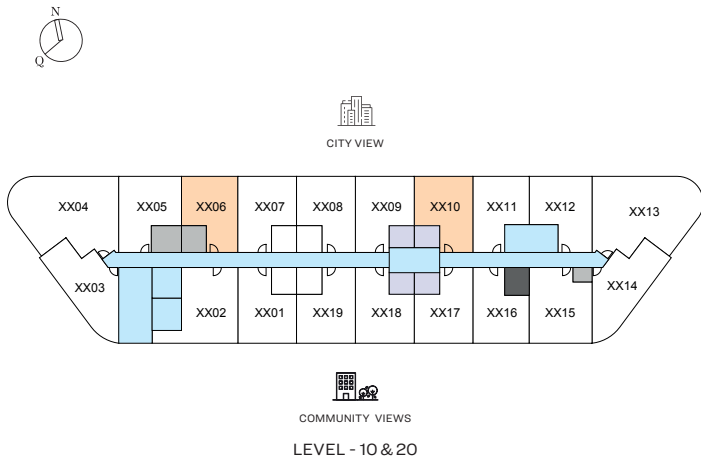 N
Q
CITY VIEW
XX04 XX05 XX06 XX07 XX08 XX09 XX10 XX11 XX12 XX13
XX03 XX14
XX02 XX01 XX19 XX18 XX17 XX16 XX15
COMMUNITY VIEWS
LEVEL - 10 & 20